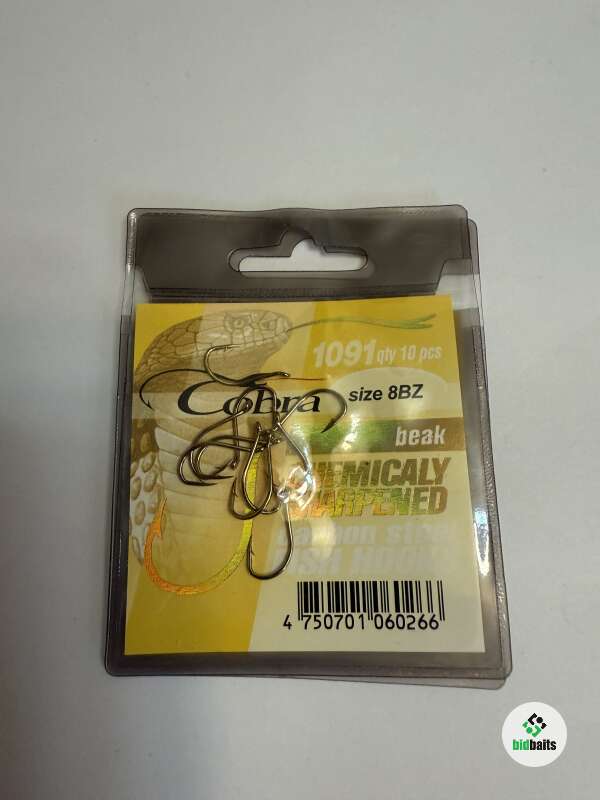 1091 qty 10 pcs
Cobra
size 8BZ
beak
CHEMICALY
SHARPENED
FISH HOOKS
4 750701 060266
bidbaits